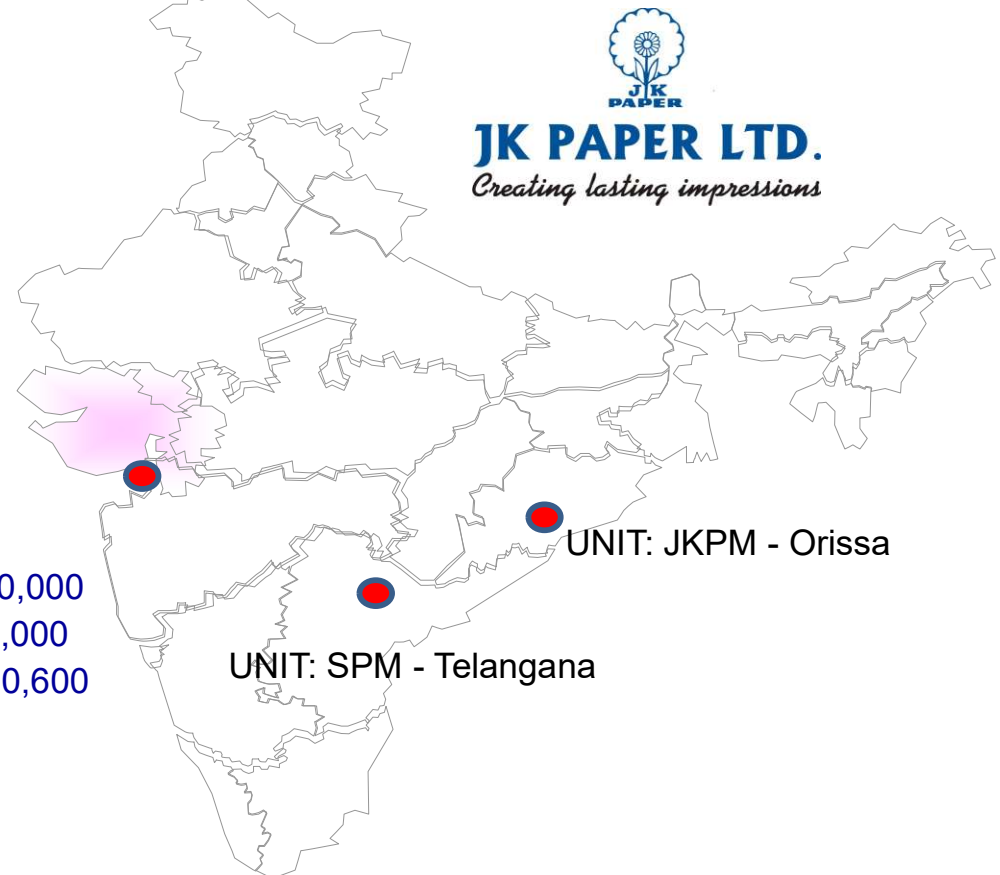 JK
PAPER
JK PAPER LTD.
Creating lasting impressions
UNIT: JKPM - Orissa
0,000
,000
UNIT: SPM - Telangana
0,600